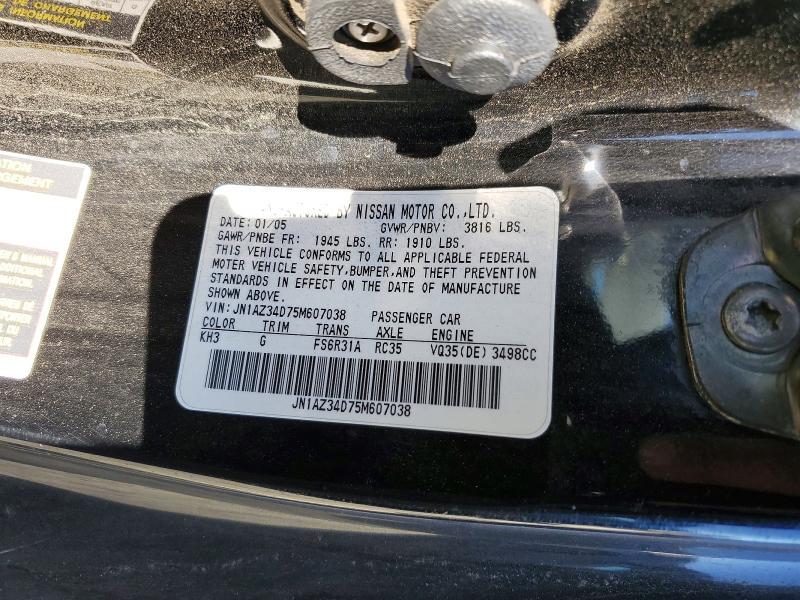 BY NISSAN MOTOR CO.,LTD.
DATE: 01/05 GVWR/PNBV: 3816 LBS.
GAWR/PNBE FR: 1945 LBS. RR: 1910 LBS.
THIS VEHICLE CONFORMS TO ALL APPLICABLE FEDERAL
MOTER VEHICLE SAFETY,BUMPER,AND THEFT PREVENTION
STANDARDS IN EFFECT ON THE DATE OF MANUFACTURE
SHOWN ABOVE.
VIN: JN1AZ34D75M607038 PASSENGER CAR
COLOR TRIM TRANS AXLE ENGINE
KH3 G FS6R31A RC35 VQ35(DE) 3498CC
JN1AZ34D75M607038